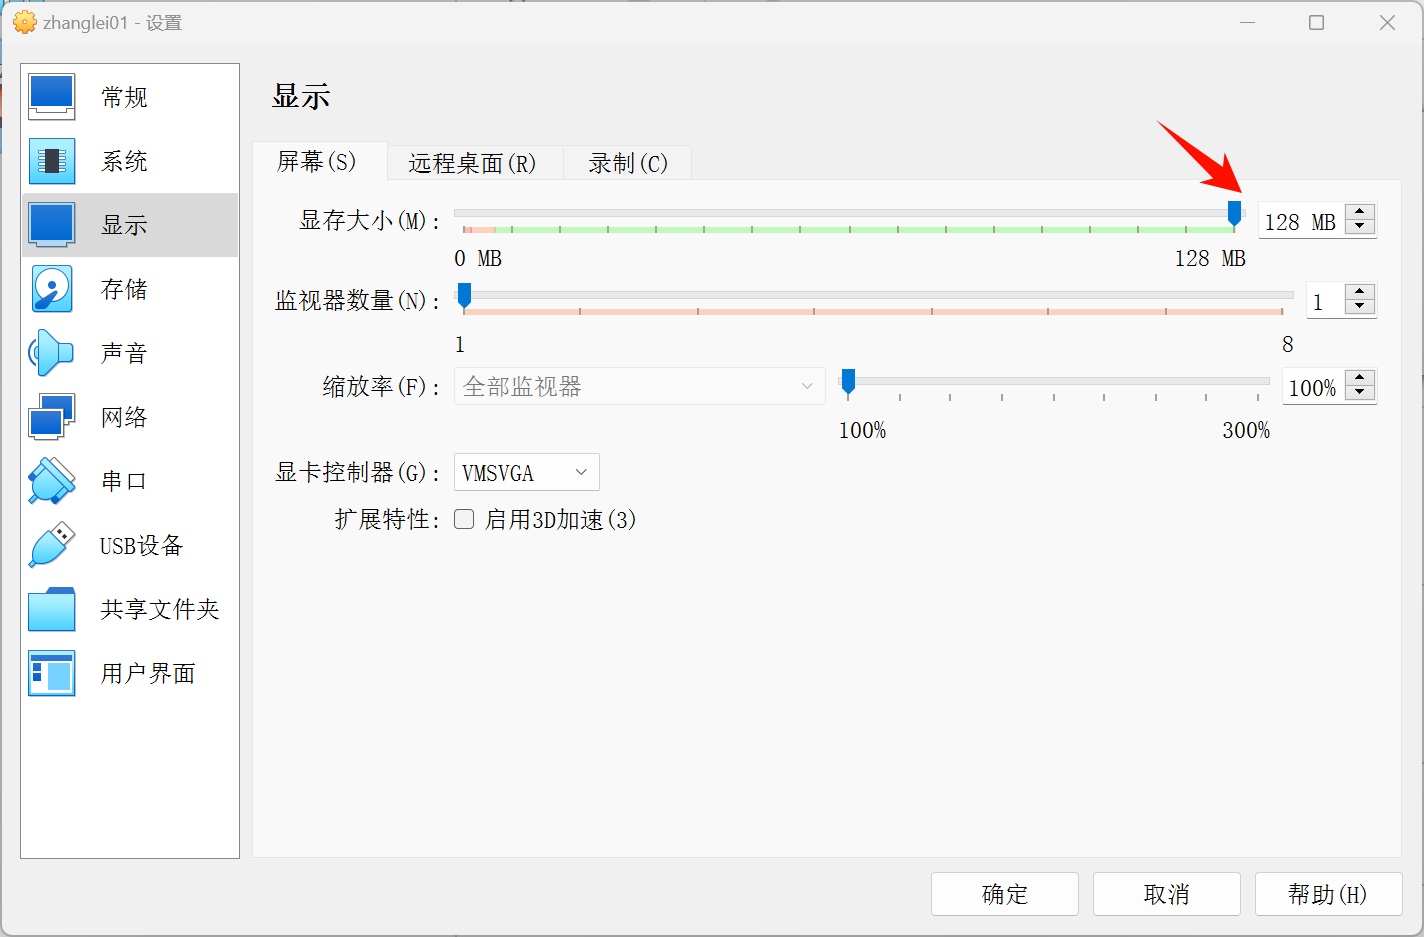 zhanglei01 - 设置
常规
系统
显示
存储
声音
网络
串口
USB设备
共享文件夹
用户界面
显示
屏幕(S) 远程桌面(R) 录制(C)
显存大小(M): 128 MB
0 MB 128 MB
监视器数量(N): 1
1 8
缩放率(F): 全部监视器 100%
100% 300%
显卡控制器(G): VMSVGA
扩展特性: 启用3D加速(3)
确定 取消 帮助(H)